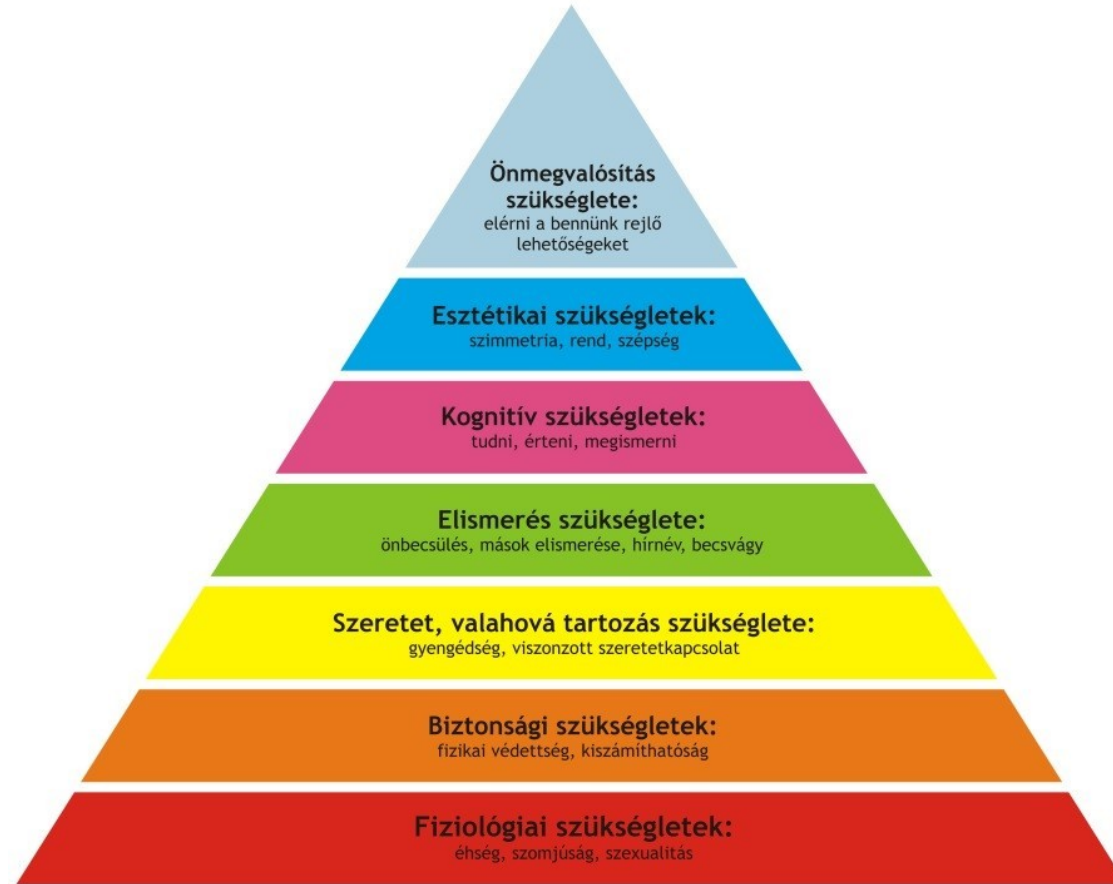 Önmegvalósítás
szükséglete:
elérni a bennünk rejlő
lehetőségeket
Esztétikai szükségletek:
szimmetria, rend, szépség
Kognitív szükségletek:
tudni, érteni, megismerni
Elismerés szükséglete:
önbecsülés, mások elismerése, hírnév, becsvágy
Szeretet, valahová tartozás szükséglete:
gyengédség, viszonzott szeretetkapcsolat
Biztonsági szükségletek:
fizikai védettség, kiszámíthatóság
Fiziológiai szükségletek:
éhség, szomjúság, szexualitás